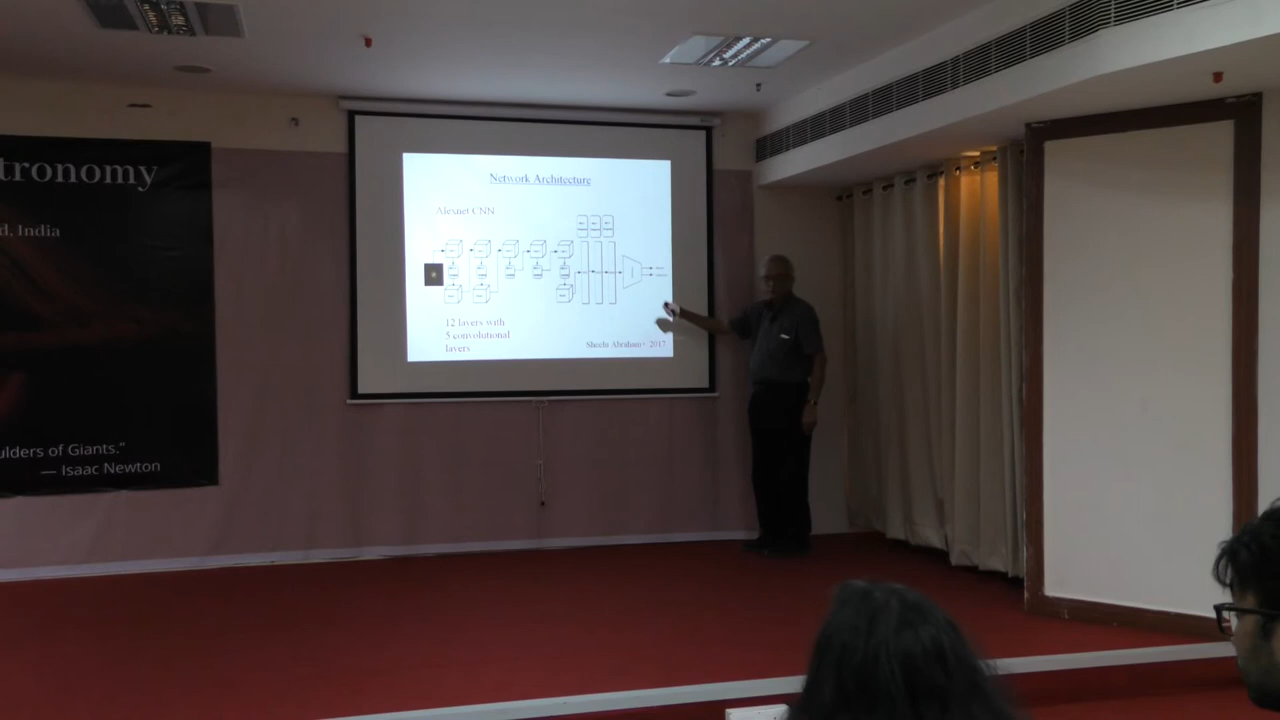 tronomy
d, India
ulders of Giants.”
— Isaac Newton
Network Architecture
Alexnet CNN
12 layers with
5 convolutional
layers
Sheelu Abraham+ 2017